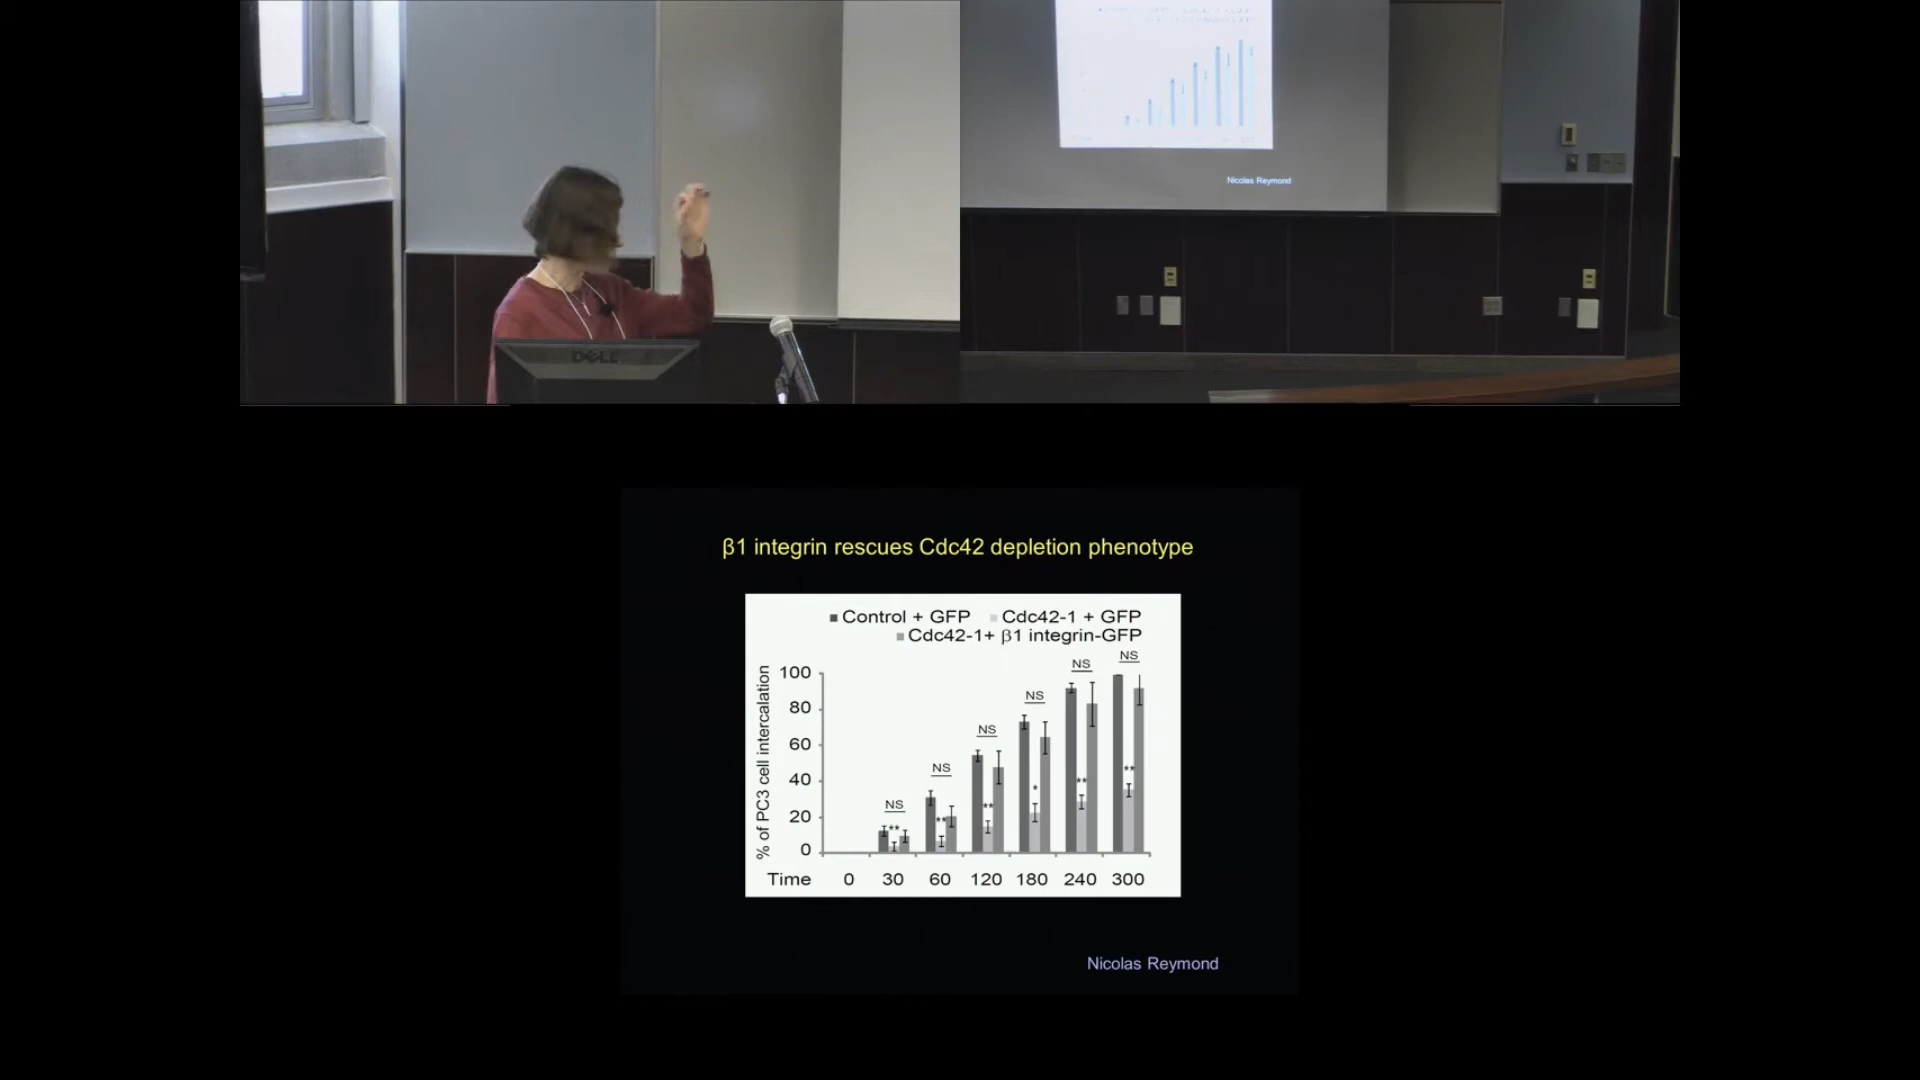 Nicolas Reymond
DELL
β1 integrin rescues Cdc42 depletion phenotype
Control + GFP Cdc42-1 + GFP
Cdc42-1+ β1 integrin-GFP
% of PC3 cell intercalation
100
80
60
40
20
0
NS
NS
NS
NS
NS
NS
**
**
**
*
**
**
Time 0 30 60 120 180 240 300
Nicolas Reymond